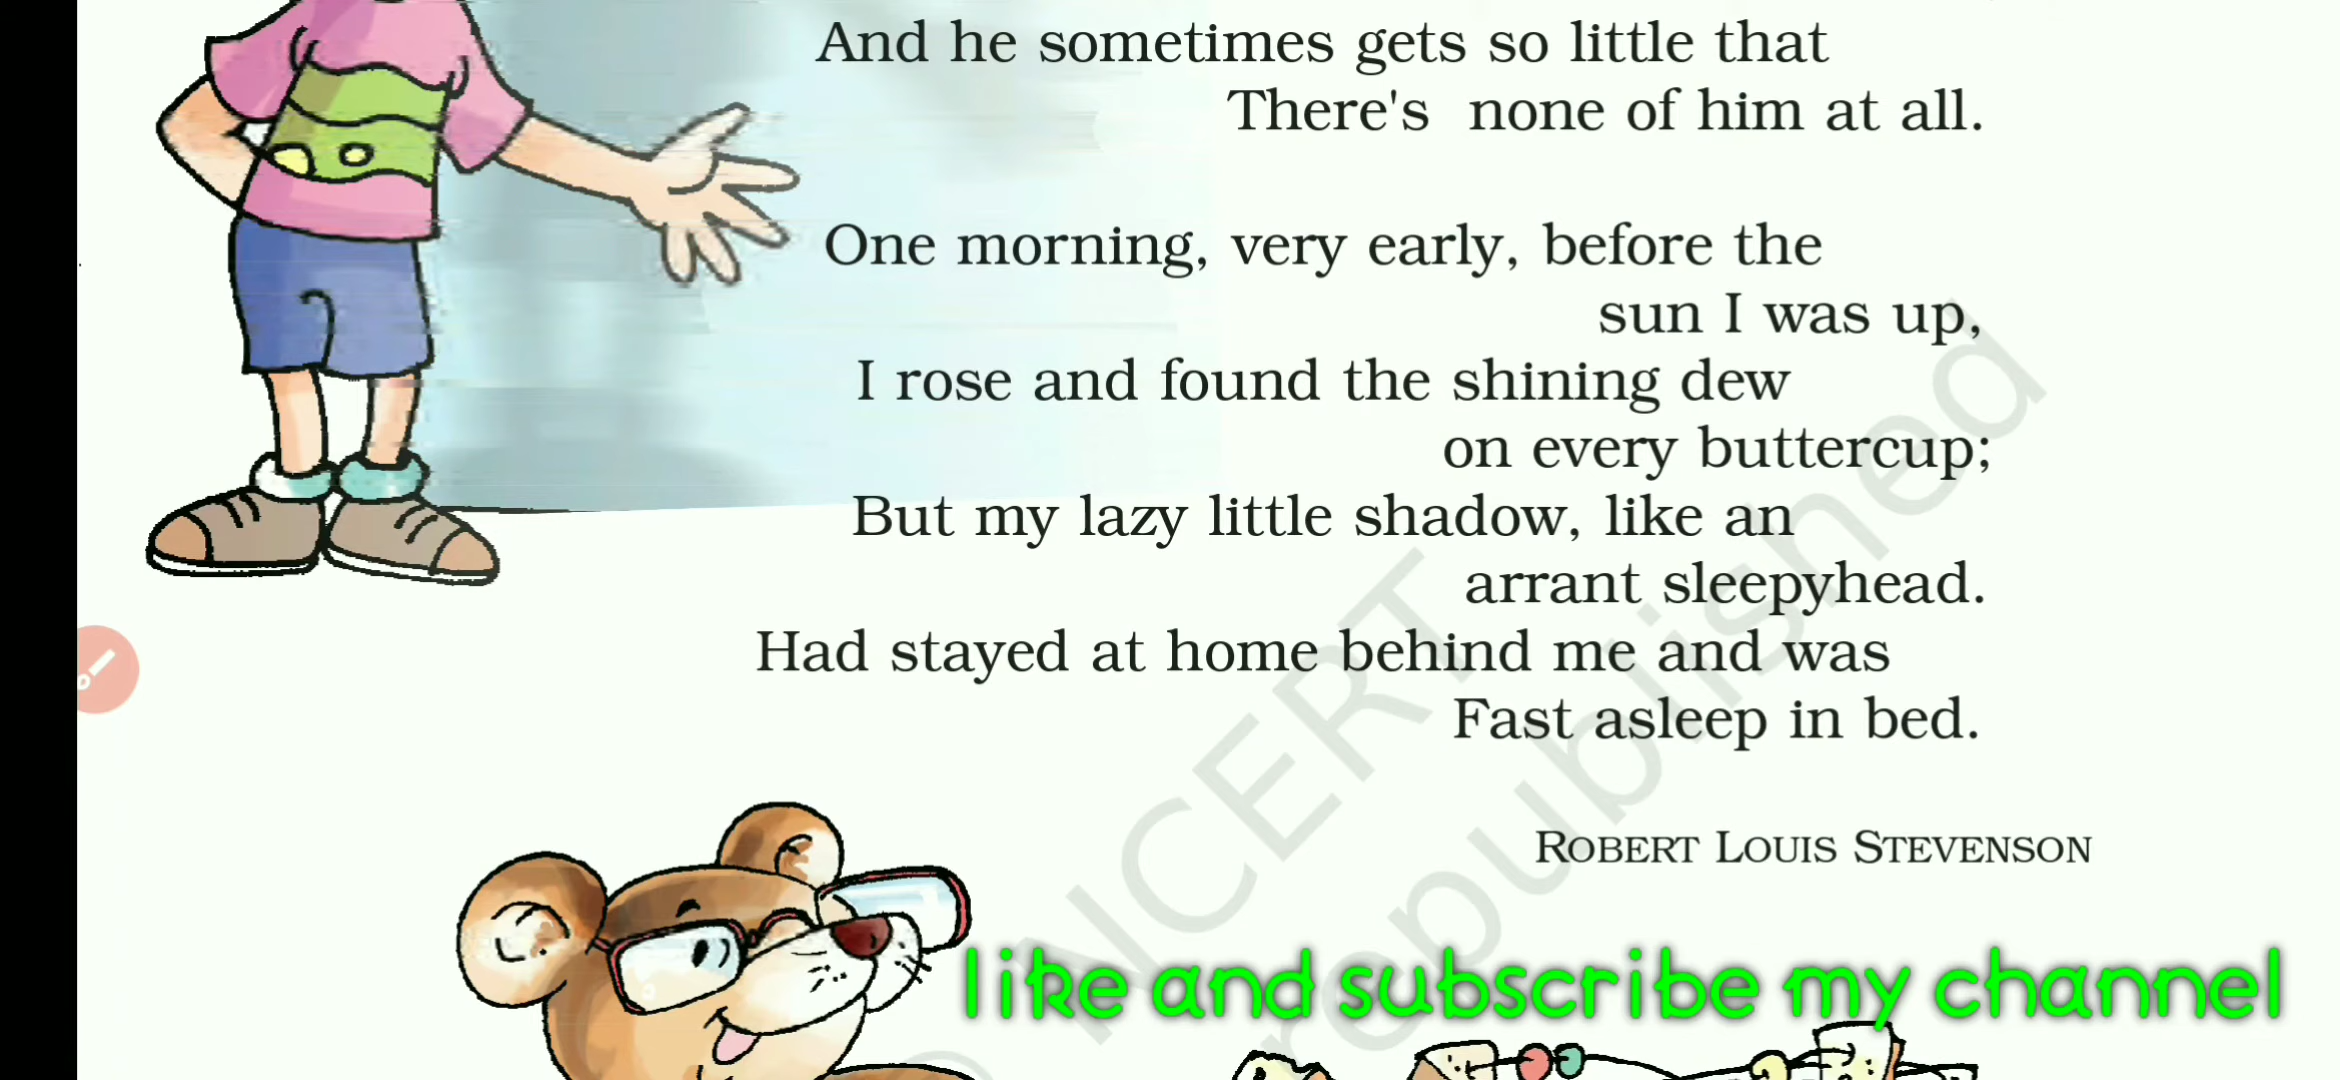 And he sometimes gets so little that
There's none of him at all.
One morning, very early, before the
sun I was up,
I rose and found the shining dew
on every buttercup;
But my lazy little shadow, like an
arrant sleepyhead.
Had stayed at home behind me and was
Fast asleep in bed.
ROBERT LOUIS STEVENSON
like and subscribe my channel
© NCERT
republished